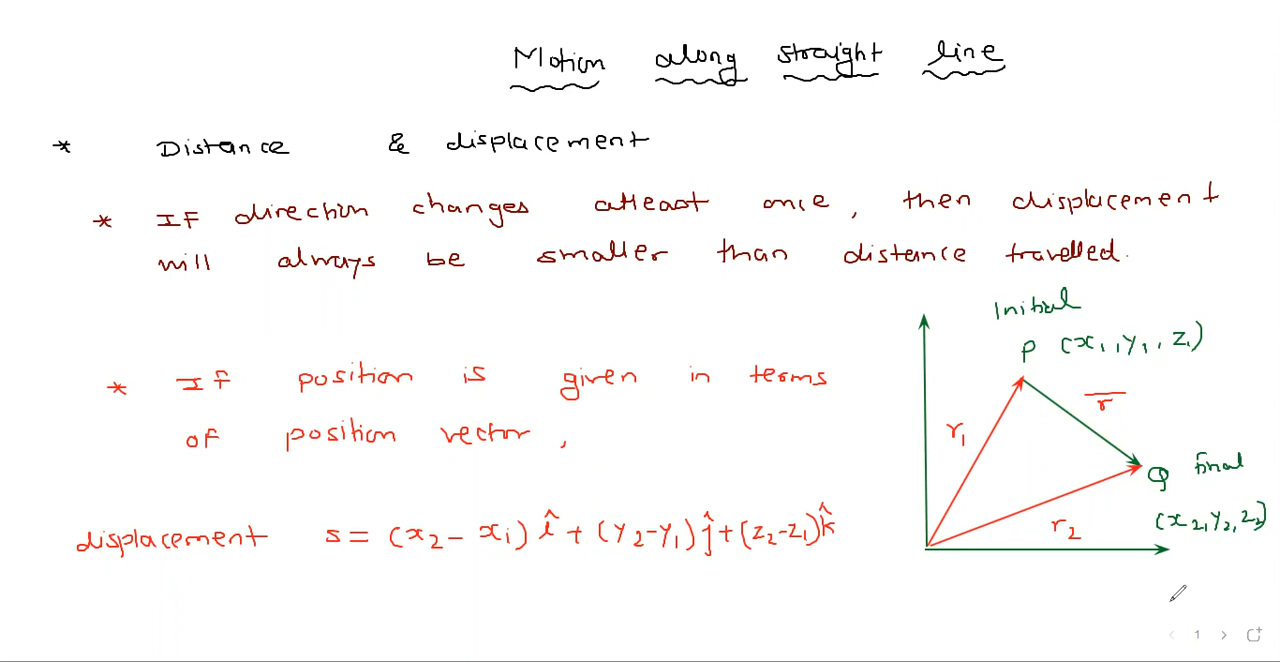 Motion along straight line
* Distance & displacement
* If direction changes atleast once, then displacement
will always be smaller than distance travelled.
Initial
P (x₁, y₁, z₁)
* If position is given in terms
of position vector,
r̅
r₁
Q final
(x₂, y₂, z₂)
r₂
displacement s = (x₂ - x₁) î + (y₂-y₁) ĵ + (z₂-z₁) k̂
1